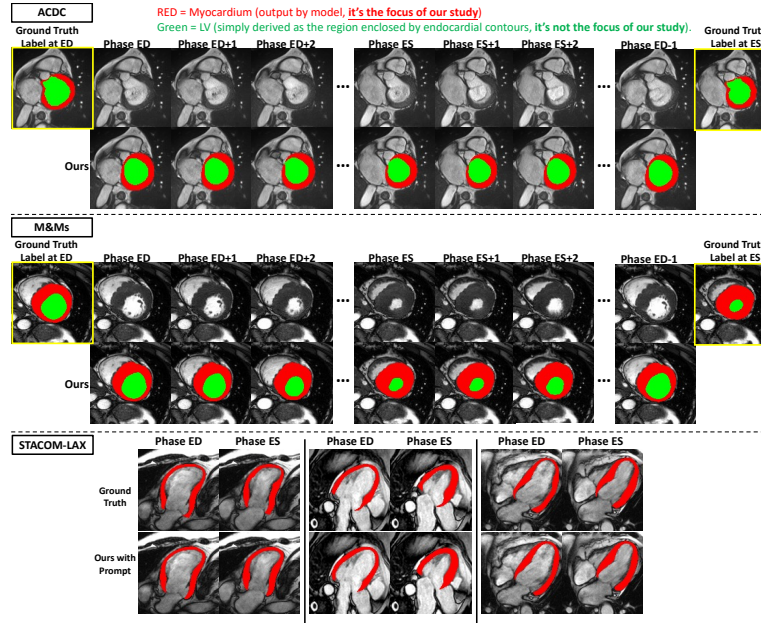 ACDC
RED = Myocardium (output by model, it's the focus of our study)
Green = LV (simply derived as the region enclosed by endocardial contours, it's not the focus of our study).
Ground Truth
Label at ED
Phase ED Phase ED+1 Phase ED+2 ... Phase ES Phase ES+1 Phase ES+2 ... Phase ED-1
Ground Trut
Label at ES
Ours
...
...
M&Ms
Ground Truth
Label at ED
Phase ED Phase ED+1 Phase ED+2 ... Phase ES Phase ES+1 Phase ES+2 ... Phase ED-1
Ground Trut
Label at ES
Ours
...
...
STACOM-LAX
Phase ED Phase ES Phase ED Phase ES Phase ED Phase ES
Ground
Truth
Ours with
Prompt